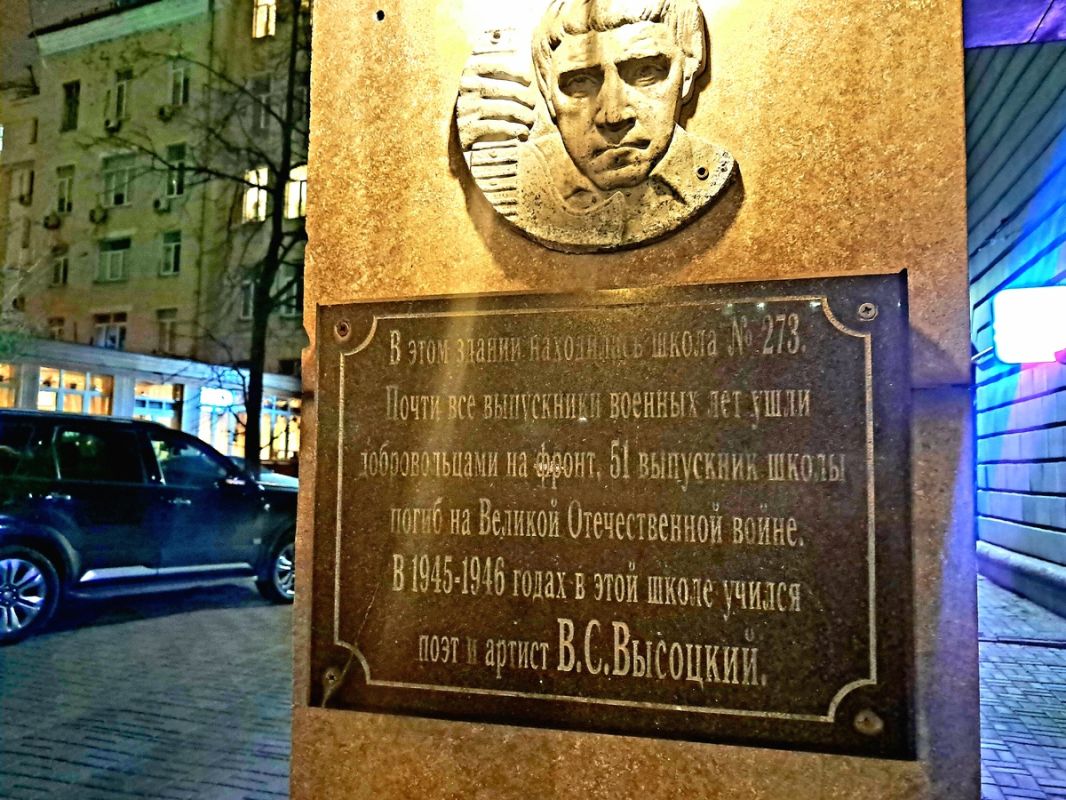 В этом здании находилась школа № 273.
Почти все выпускники военных лет ушли
добровольцами на фронт, 51 выпускник школы
погиб на Великой Отечественной войне.
В 1945-1946 годах в этой школе учился
поэт и артист В.С.Высоцкий.